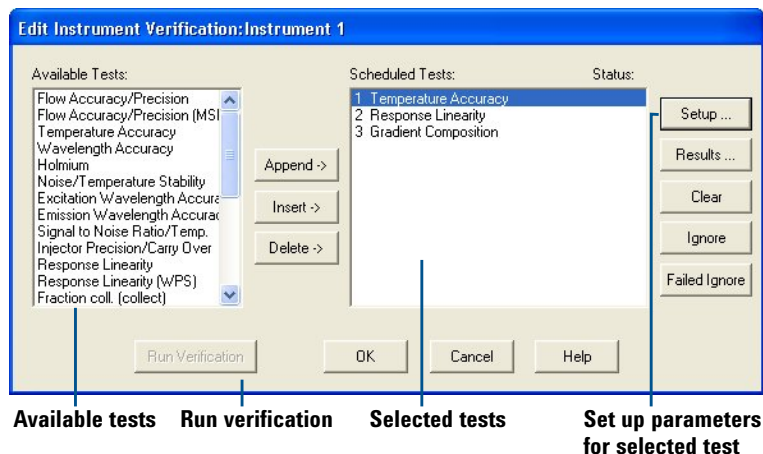 Edit Instrument Verification:Instrument 1
Available Tests:
Flow Accuracy/Precision
Flow Accuracy/Precision (MSI
Temperature Accuracy
Wavelength Accuracy
Holmium
Noise/Temperature Stability
Excitation Wavelength Accura
Emission Wavelength Accurac
Signal to Noise Ratio/Temp.
Injector Precision/Carry Over
Response Linearity
Response Linearity (WPS)
Fraction coll. (collect)
Append ->
Insert ->
Delete ->
Scheduled Tests: Status:
1 Temperature Accuracy
2 Response Linearity
3 Gradient Composition
Setup ...
Results ...
Clear
Ignore
Failed Ignore
Run Verification
OK
Cancel
Help
Available tests
Run verification
Selected tests
Set up parameters
for selected test